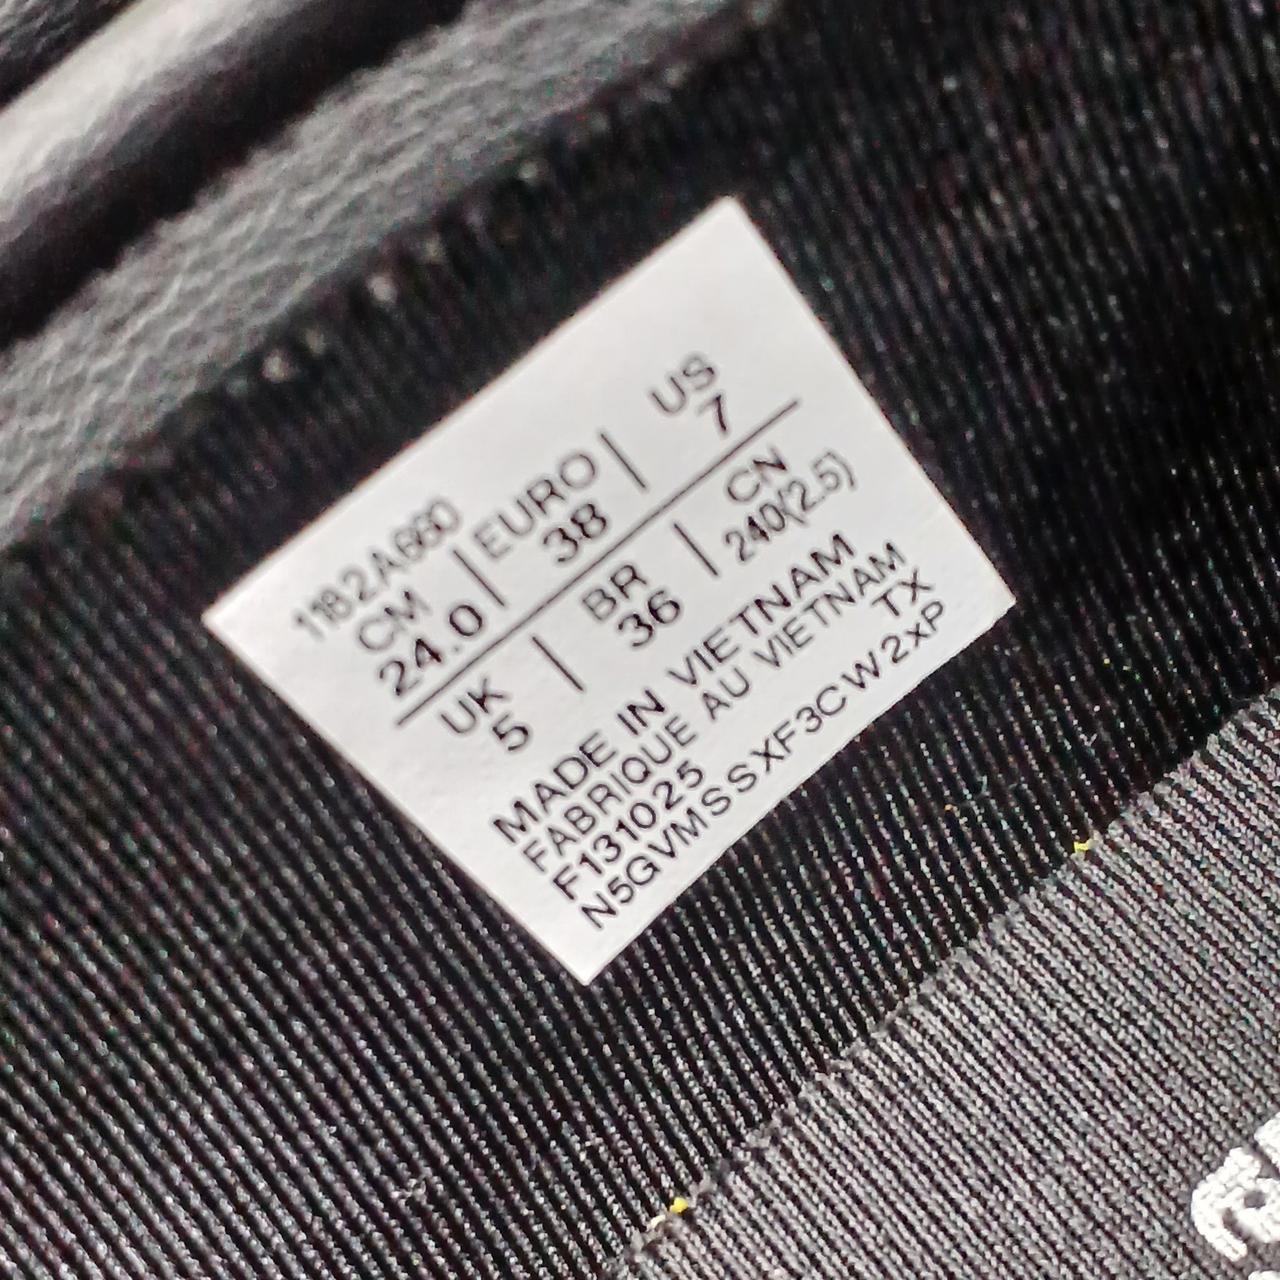 1182A660
CM | EURO | US
24.0 38 7
UK | BR | CN
5 36 240(2.5)
MADE IN VIETNAM
FABRIQUE AU VIETNAM
F131025 TX
N5GVMSSXF3CW2xP